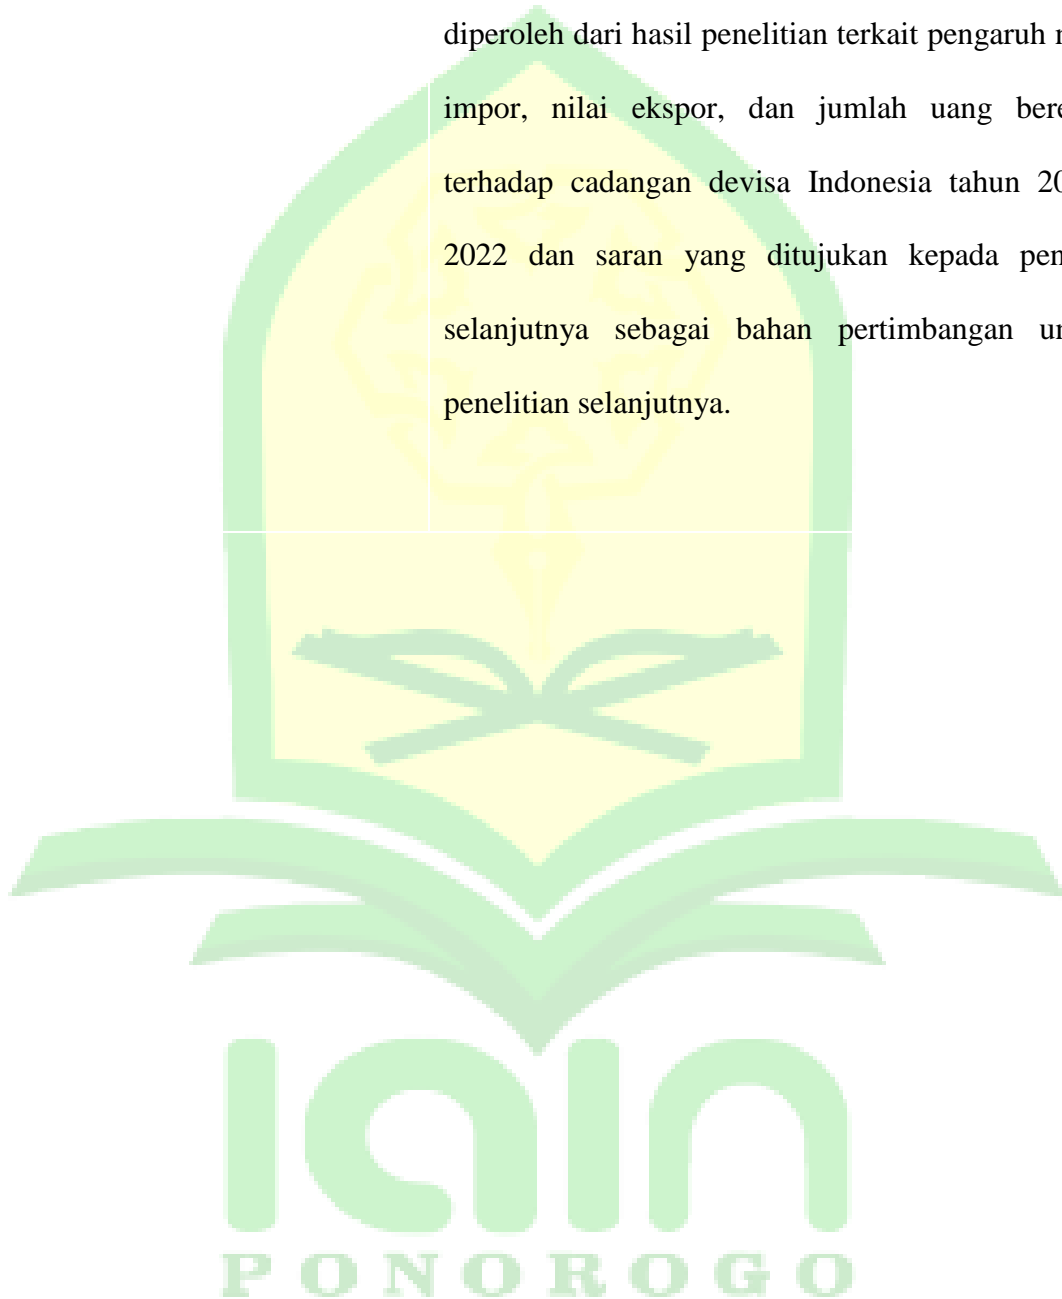 diperoleh dari hasil penelitian terkait pengaruh
impor, nilai ekspor, dan jumlah uang
terhadap cadangan devisa Indonesia tahun
2022 dan saran yang ditujukan kepada
selanjutnya sebagai bahan pertimbangan
penelitian selanjutnya.
iain
PONOROGO